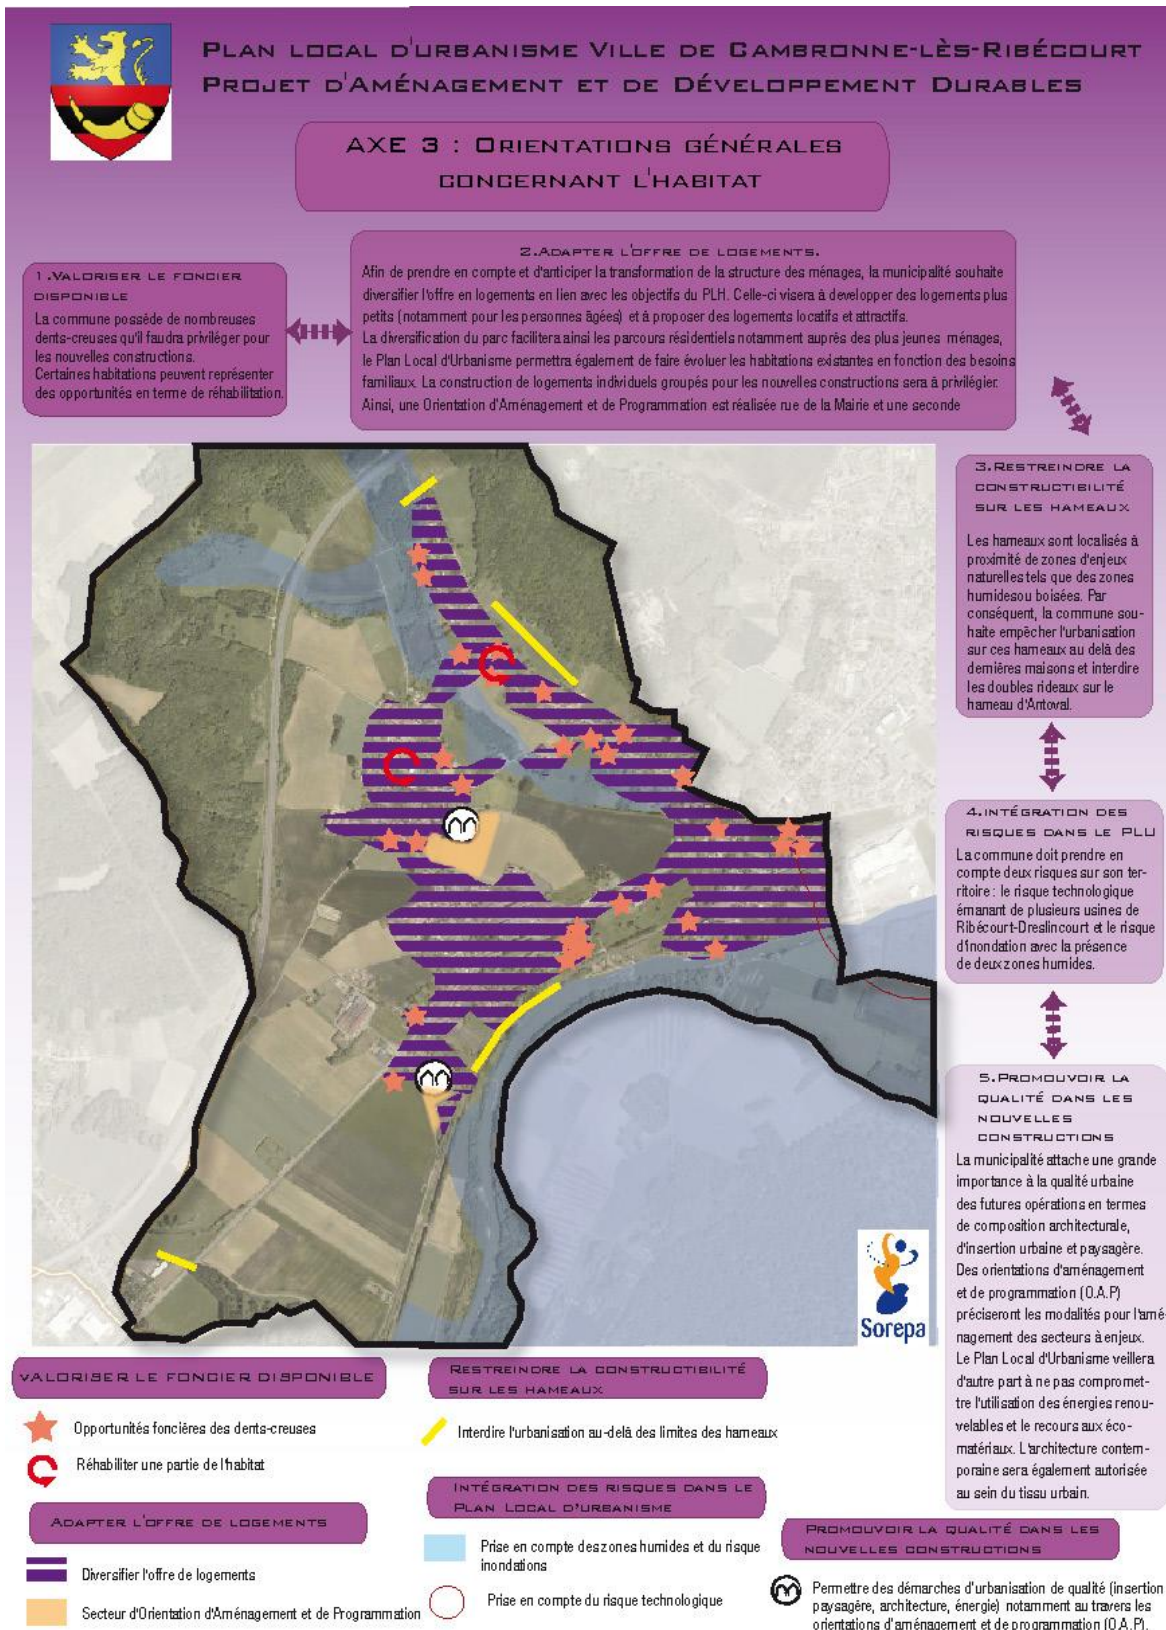 PLAN LOCAL D'URBANISME VILLE DE CAMBRONNE-LÈS-RIBÉCOURT
PROJET D'AMÉNAGEMENT ET DE DÉVELOPPEMENT DURABLES
AXE 3 : ORIENTATIONS GÉNÉRALES
CONCERNANT L'HABITAT
1.VALORISER LE FONCIER
DISPONIBLE
La commune possède de nombreuses
dents-creuses qu'il faudra priviléger pour
les nouvelles constructions.
Certaines habitations peuvent représenter
des opportunités en terme de réhabilitation.
2.ADAPTER L'OFFRE DE LOGEMENTS.
Afin de prendre en compte et d'anticiper la transformation de la structure des ménages, la municipalité souhaite
diversifier l'offre en logements en lien avec les objectifs du PLH. Celle-ci visera à developper des logements plus
petits (notamment pour les personnes âgées) et à proposer des logements locatifs et attractifs.
La diversification du parc facilitera ainsi les parcours résidentiels notamment auprès des plus jeunes ménages,
le Plan Local d'Urbanisme permettra également de faire évoluer les habitations existantes en fonction des besoins
familiaux. La construction de logements individuels groupés pour les nouvelles constructions sera à privilégier.
Ainsi, une Orientation d'Aménagement et de Programmation est réalisée rue de la Mairie et une seconde
3.RESTREINDRE LA
CONSTRUCTIBILITÉ
SUR LES HAMEAUX
Les hameaux sont localisés à
proximité de zones d'enjeux
naturelles tels que des zones
humidesou boisées. Par
conséquent, la commune sou-
haite empêcher l'urbanisation
sur ces hameaux au delà des
dernières maisons et interdire
les doubles rideaux sur le
hameau d'Antoval.
4.INTÉGRATION DES
RISQUES DANS LE PLU
La commune doit prendre en
compte deux risques sur son ter-
ritoire : le risque technologique
émanant de plusieurs usines de
Ribécourt-Dreslincourt et le risque
d'inondation avec la présence
de deux zones humides.
5.PROMOUVOIR LA
QUALITÉ DANS LES
NOUVELLES
CONSTRUCTIONS
La municipalité attache une grande
importance à la qualité urbaine
des futures opérations en termes
de composition architecturale,
d'insertion urbaine et paysagère.
Des orientations d'aménagement
et de programmation (O.A.P)
préciseront les modalités pour l'amé-
nagement des secteurs à enjeux.
Le Plan Local d'Urbanisme veillera
d'autre part à ne pas compromet-
tre l'utilisation des énergies renou-
velables et le recours aux éco-
matériaux. L'architecture contem-
poraine sera également autorisée
au sein du tissu urbain.
Sorepa
VALORISER LE FONCIER DISPONIBLE
Opportunités foncières des dents-creuses
Réhabiliter une partie de l'habitat
ADAPTER L'OFFRE DE LOGEMENTS
Diversifier l'offre de logements
Secteur d'Orientation d'Aménagement et de Programmation
RESTREINDRE LA CONSTRUCTIBILITÉ
SUR LES HAMEAUX
Interdire l'urbanisation au-delà des limites des hameaux
INTÉGRATION DES RISQUES DANS LE
PLAN LOCAL D'URBANISME
Prise en compte des zones humides et du risque
inondations
Prise en compte du risque technologique
PROMOUVOIR LA QUALITÉ DANS LES
NOUVELLES CONSTRUCTIONS
Permettre des démarches d'urbanisation de qualité (insertion
paysagère, architecture, énergie) notamment au travers les
orientations d'aménagement et de programmation (O.A.P).